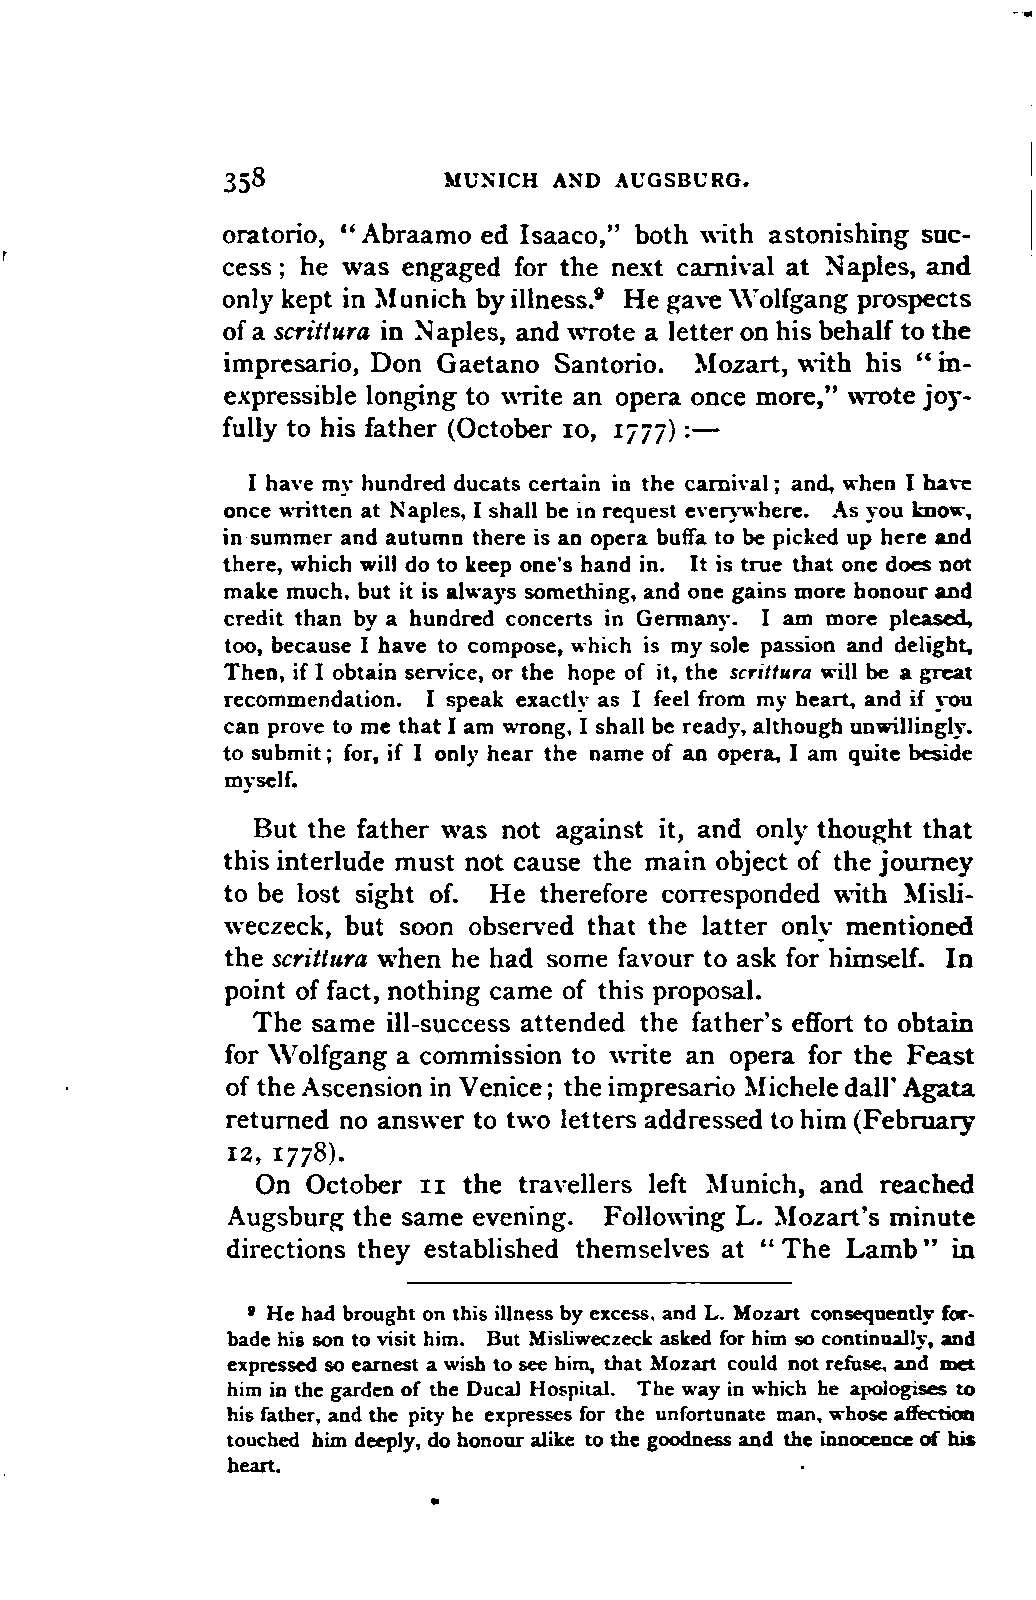 358 MUNICH AND AUGSBURG.
oratorio, "Abraamo ed Isaaco," both with astonishing suc-
cess; he was engaged for the next carnival at Naples, and
only kept in Munich by illness.⁹ He gave Wolfgang prospects
of a scrittura in Naples, and wrote a letter on his behalf to the
impresario, Don Gaetano Santorio. Mozart, with his "in-
expressible longing to write an opera once more," wrote joy-
fully to his father (October 10, 1777) :—
I have my hundred ducats certain in the carnival; and, when I have
once written at Naples, I shall be in request everywhere. As you know,
in summer and autumn there is an opera buffa to be picked up here and
there, which will do to keep one's hand in. It is true that one does not
make much, but it is always something, and one gains more honour and
credit than by a hundred concerts in Germany. I am more pleased,
too, because I have to compose, which is my sole passion and delight,
Then, if I obtain service, or the hope of it, the scrittura will be a great
recommendation. I speak exactly as I feel from my heart, and if you
can prove to me that I am wrong, I shall be ready, although unwillingly.
to submit; for, if I only hear the name of an opera, I am quite beside
myself.
But the father was not against it, and only thought that
this interlude must not cause the main object of the journey
to be lost sight of. He therefore corresponded with Misli-
weczeck, but soon observed that the latter only mentioned
the scrittura when he had some favour to ask for himself. In
point of fact, nothing came of this proposal.
The same ill-success attended the father's effort to obtain
for Wolfgang a commission to write an opera for the Feast
of the Ascension in Venice; the impresario Michele dall' Agata
returned no answer to two letters addressed to him (February
12, 1778).
On October 11 the travellers left Munich, and reached
Augsburg the same evening. Following L. Mozart's minute
directions they established themselves at "The Lamb" in
⁹ He had brought on this illness by excess, and L. Mozart consequently for-
bade his son to visit him. But Misliweczeck asked for him so continually, and
expressed so earnest a wish to see him, that Mozart could not refuse, and met
him in the garden of the Ducal Hospital. The way in which he apologises to
his father, and the pity he expresses for the unfortunate man, whose affection
touched him deeply, do honour alike to the goodness and the innocence of his
heart.